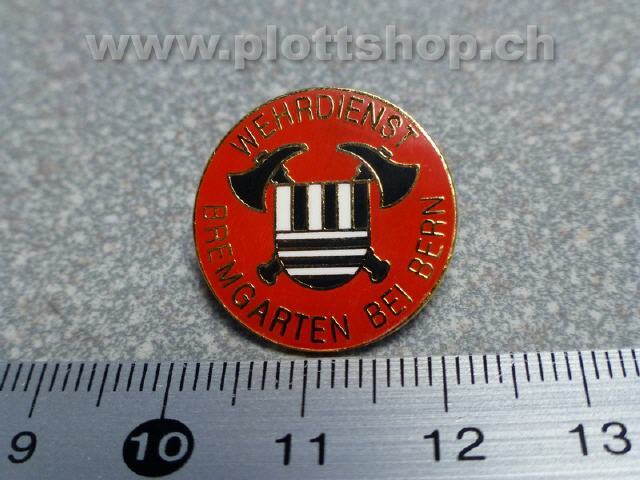 www.plottshop.ch
WEHRDIENST
BREMGARTEN BEI BERN
9 10 11 12 13